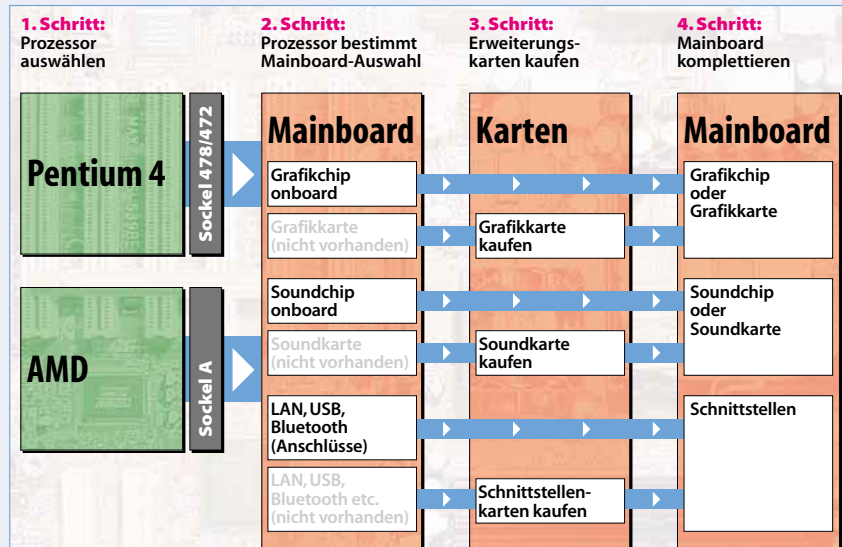 1. Schritt:
Prozessor
auswählen
2. Schritt:
Prozessor bestimmt
Mainboard-Auswahl
3. Schritt:
Erweiterungs-
karten kaufen
4. Schritt:
Mainboard
komplettieren
Pentium 4
Sockel 478/472
AMD
Sockel A
Mainboard
Grafikchip
onboard
Grafikkarte
(nicht vorhanden)
Soundchip
onboard
Soundkarte
(nicht vorhanden)
LAN, USB,
Bluetooth
(Anschlüsse)
LAN, USB,
Bluetooth etc.
(nicht vorhanden)
Karten
Grafikkarte
kaufen
Soundkarte
kaufen
Schnittstellen-
karten kaufen
Mainboard
Grafikchip
oder
Grafikkarte
Soundchip
oder
Soundkarte
Schnittstellen